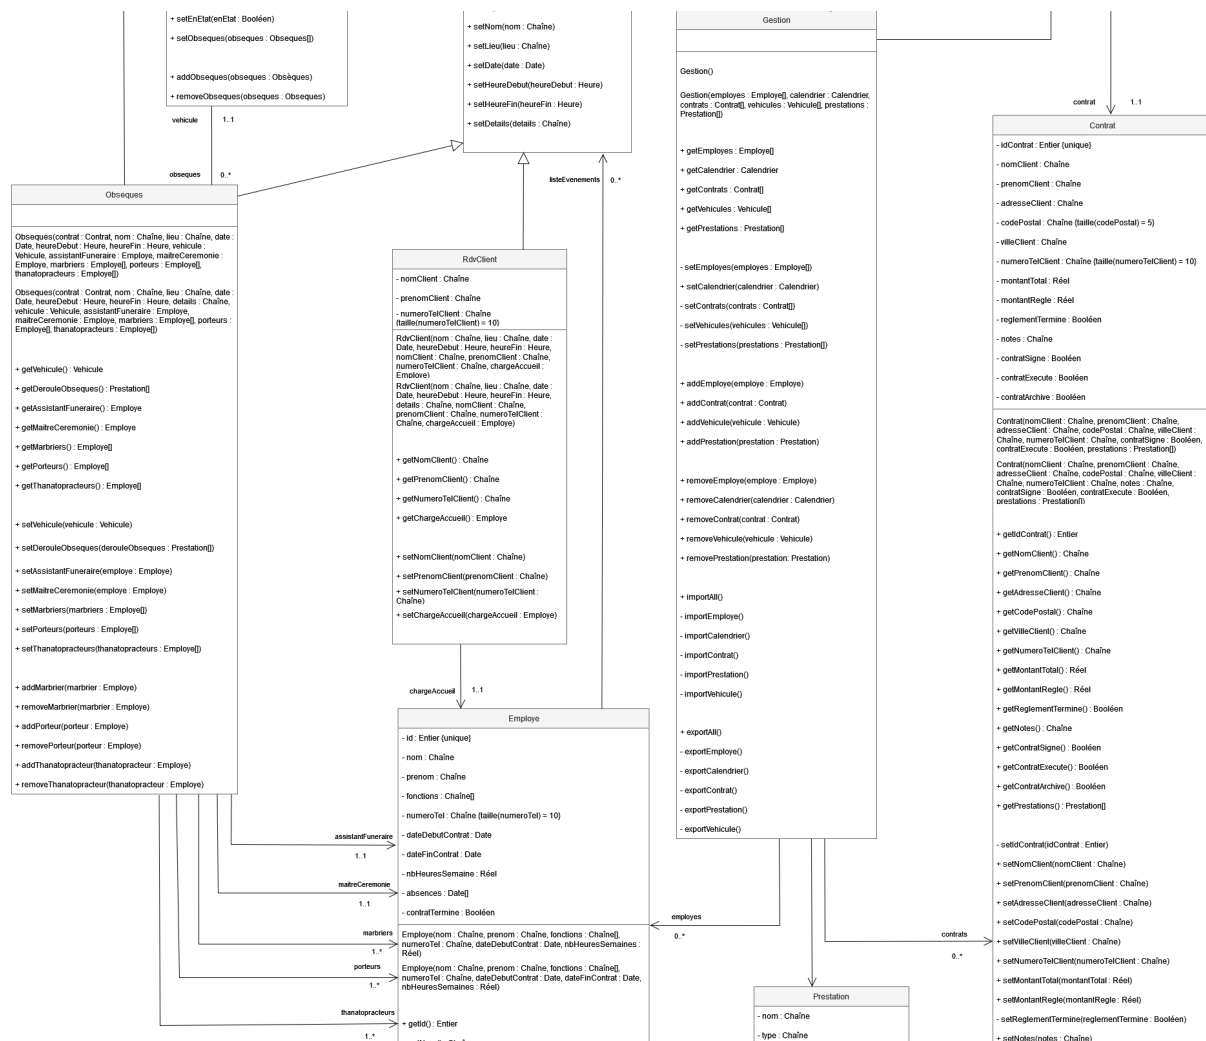 + setEnEtat(enEtat : Booléen)
+ setObseques(obseques : Obseques[])
+ addObseques(obseques : Obsèques)
+ removeObseques(obseques : Obseques)
vehicule
1..1
obseques
0..*
+ setNom(nom : Chaîne)
+ setLieu(lieu : Chaîne)
+ setDate(date : Date)
+ setHeureDebut(heureDebut : Heure)
+ setHeureFin(heureFin : Heure)
+ setDetails(details : Chaîne)
listeEvenements
0..*
Obseques
Obseques(contrat : Contrat, nom : Chaîne, lieu : Chaîne, date :
Date, heureDebut : Heure, heureFin : Heure, vehicule :
Vehicule, assistantFuneraire : Employe, maitreCeremonie :
Employe, marbriers : Employe[], porteurs : Employe[],
thanatopracteurs : Employe[])
Obseques(contrat : Contrat, nom : Chaîne, lieu : Chaîne, date :
Date, heureDebut : Heure, heureFin : Heure, details : Chaîne,
vehicule : Vehicule, assistantFuneraire : Employe,
maitreCeremonie : Employe, marbriers : Employe[], porteurs :
Employe[], thanatopracteurs : Employe[])
+ getVehicule() : Vehicule
+ getDerouleObseques() : Prestation[]
+ getAssistantFuneraire() : Employe
+ getMaitreCeremonie() : Employe
+ getMarbriers() : Employe[]
+ getPorteurs() : Employe[]
+ getThanatopracteurs() : Employe[]
+ setVehicule(vehicule : Vehicule)
+ setDerouleObseques(derouleObseques : Prestation[])
+ setAssistantFuneraire(employe : Employe)
+ setMaitreCeremonie(employe : Employe)
+ setMarbriers(marbriers : Employe[])
+ setPorteurs(porteurs : Employe[])
+ setThanatopracteurs(thanatopracteurs : Employe[])
+ addMarbrier(marbrier : Employe)
+ removeMarbrier(marbrier : Employe)
+ addPorteur(porteur : Employe)
+ removePorteur(porteur : Employe)
+ addThanatopracteur(thanatopracteur : Employe)
+ removeThanatopracteur(thanatopracteur : Employe)
RdvClient
- nomClient : Chaîne
- prenomClient : Chaîne
- numeroTelClient : Chaîne
{taille(numeroTelClient) = 10}
RdvClient(nom : Chaîne, lieu : Chaîne, date :
Date, heureDebut : Heure, heureFin : Heure,
nomClient : Chaîne, prenomClient : Chaîne,
numeroTelClient : Chaîne, chargeAccueil :
Employe)
RdvClient(nom : Chaîne, lieu : Chaîne, date :
Date, heureDebut : Heure, heureFin : Heure,
details : Chaîne, nomClient : Chaîne,
prenomClient : Chaîne, numeroTelClient :
Chaîne, chargeAccueil : Employe)
+ getNomClient() : Chaîne
+ getPrenomClient() : Chaîne
+ getNumeroTelClient() : Chaîne
+ getChargeAccueil() : Employe
+ setNomClient(nomClient : Chaîne)
+ setPrenomClient(prenomClient : Chaîne)
+ setNumeroTelClient(numeroTelClient :
Chaîne)
+ setChargeAccueil(chargeAccueil : Employe)
chargeAccueil
1..1
Employe
- id : Entier {unique}
- nom : Chaîne
- prenom : Chaîne
- fonctions : Chaîne[]
- numeroTel : Chaîne {taille(numeroTel) = 10}
- dateDebutContrat : Date
- dateFinContrat : Date
- nbHeuresSemaine : Réel
- absences : Date[]
- contratTermine : Booléen
Employe(nom : Chaîne, prenom : Chaîne, fonctions : Chaîne[],
numeroTel : Chaîne, dateDebutContrat : Date, nbHeuresSemaines :
Réel)
Employe(nom : Chaîne, prenom : Chaîne, fonctions : Chaîne[],
numeroTel : Chaîne, dateDebutContrat : Date, dateFinContrat : Date,
nbHeuresSemaines : Réel)
+ getId() : Entier
assistantFuneraire
1..1
maitreCeremonie
1..1
marbriers
1..*
porteurs
1..*
thanatopracteurs
1..*
Gestion
Gestion()
Gestion(employes : Employe[], calendrier : Calendrier,
contrats : Contrat[], vehicules : Vehicule[], prestations :
Prestation[])
+ getEmployes : Employe[]
+ getCalendrier : Calendrier
+ getContrats : Contrat[]
+ getVehicules : Vehicule[]
+ getPrestations : Prestation[]
- setEmployes(employes : Employe[])
+ setCalendrier(calendrier : Calendrier)
- setContrats(contrats : Contrat[])
- setVehicules(vehicules : Vehicule[])
- setPrestations(prestations : Prestation[])
+ addEmploye(employe : Employe)
+ addContrat(contrat : Contrat)
+ addVehicule(vehicule : Vehicule)
+ addPrestation(prestation : Prestation)
+ removeEmploye(employe : Employe)
+ removeCalendrier(calendrier : Calendrier)
+ removeContrat(contrat : Contrat)
+ removeVehicule(vehicule : Vehicule)
+ removePrestation(prestation: Prestation)
+ importAll()
- importEmploye()
- importCalendrier()
- importContrat()
- importPrestation()
- importVehicule()
+ exportAll()
- exportEmploye()
- exportCalendrier()
- exportContrat()
- exportPrestation()
- exportVehicule()
employes
0..*
contrats
0..*
Prestation
- nom : Chaîne
- type : Chaîne
contrat
1..1
Contrat
- idContrat : Entier {unique}
- nomClient : Chaîne
- prenomClient : Chaîne
- adresseClient : Chaîne
- codePostal : Chaîne {taille(codePostal) = 5}
- villeClient : Chaîne
- numeroTelClient : Chaîne {taille(numeroTelClient) = 10}
- montantTotal : Réel
- montantRegle : Réel
- reglementTermine : Booléen
- notes : Chaîne
- contratSigne : Booléen
- contratExecute : Booléen
- contratArchive : Booléen
Contrat(nomClient : Chaîne, prenomClient : Chaîne,
adresseClient : Chaîne, codePostal : Chaîne, villeClient :
Chaîne, numeroTelClient : Chaîne, contratSigne : Booléen,
contratExecute : Booléen, prestations : Prestation[])
Contrat(nomClient : Chaîne, prenomClient : Chaîne,
adresseClient : Chaîne, codePostal : Chaîne, villeClient :
Chaîne, numeroTelClient : Chaîne, notes : Chaîne,
contratSigne : Booléen, contratExecute : Booléen,
prestations : Prestation[])
+ getIdContrat() : Entier
+ getNomClient() : Chaîne
+ getPrenomClient() : Chaîne
+ getAdresseClient() : Chaîne
+ getCodePostal() : Chaîne
+ getVilleClient() : Chaîne
+ getNumeroTelClient() : Chaîne
+ getMontantTotal() : Réel
+ getMontantRegle() : Réel
+ getReglementTermine() : Booléen
+ getNotes() : Chaîne
+ getContratSigne() : Booléen
+ getContratExecute() : Booléen
+ getContratArchive() : Booléen
+ getPrestations() : Prestation[]
- setIdContrat(idContrat : Entier)
+ setNomClient(nomClient : Chaîne)
+ setPrenomClient(prenomClient : Chaîne)
+ setAdresseClient(adresseClient : Chaîne)
+ setCodePostal(codePostal : Chaîne)
+ setVilleClient(villeClient : Chaîne)
+ setNumeroTelClient(numeroTelClient : Chaîne)
+ setMontantTotal(montantTotal : Réel)
+ setMontantRegle(montantRegle : Réel)
- setReglementTermine(reglementTermine : Booléen)
+ setNotes(notes : Chaîne)